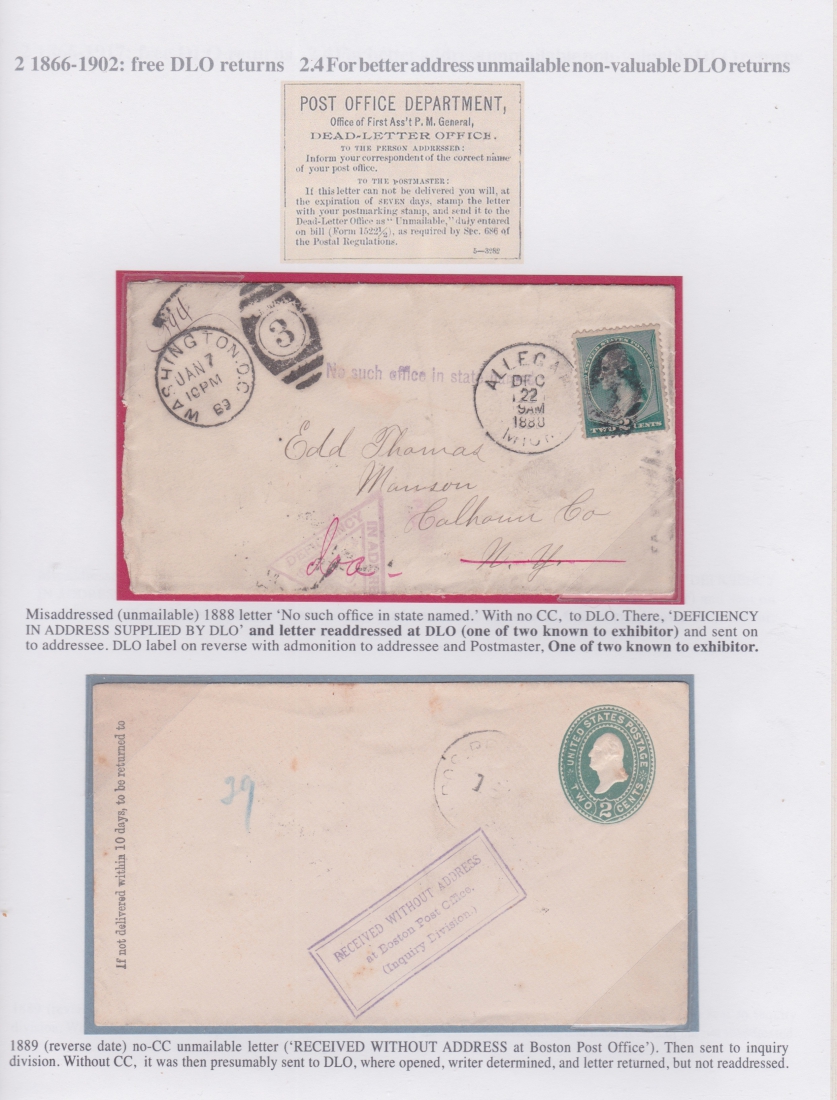 2 1866-1902: free DLO returns 2.4 For better address unmailable non-valuable DLO returns
POST OFFICE DEPARTMENT,
Office of First Ass't P. M. General,
DEAD-LETTER OFFICE.
TO THE PERSON ADDRESSED:
Inform your correspondent of the correct name
of your post office.
TO THE POSTMASTER:
If this letter can not be delivered you will, at
the expiration of SEVEN days, stamp the letter
with your postmarking stamp, and send it to the
Dead-Letter Office as "Unmailable," duly entered
on bill (Form 1522½), as required by Sec. 686 of
the Postal Regulations.
5—3282
WASHINGTON, D.C.
JAN 7
10PM
89
3
No such office in stat
ALLEGAN
DEC
22
9AM
1888
MICH.
TWO CENTS
2
Edd Thomas
Manson
Calhoun Co
N. Y.
Ioa.
DEFICIENCY
IN ADDRESS
Misaddressed (unmailable) 1888 letter 'No such office in state named.' With no CC, to DLO. There, 'DEFICIENCY
IN ADDRESS SUPPLIED BY DLO' and letter readdressed at DLO (one of two known to exhibitor) and sent on
to addressee. DLO label on reverse with admonition to addressee and Postmaster, One of two known to exhibitor.
If not delivered within 10 days, to be returned to
39
7
UNITED STATES POSTAGE
TWO 2 CENTS
RECEIVED WITHOUT ADDRESS
at Boston Post Office.
(Inquiry Division.)
1889 (reverse date) no-CC unmailable letter ('RECEIVED WITHOUT ADDRESS at Boston Post Office'). Then sent to inquiry
division. Without CC, it was then presumably sent to DLO, where opened, writer determined, and letter returned, but not readdressed.